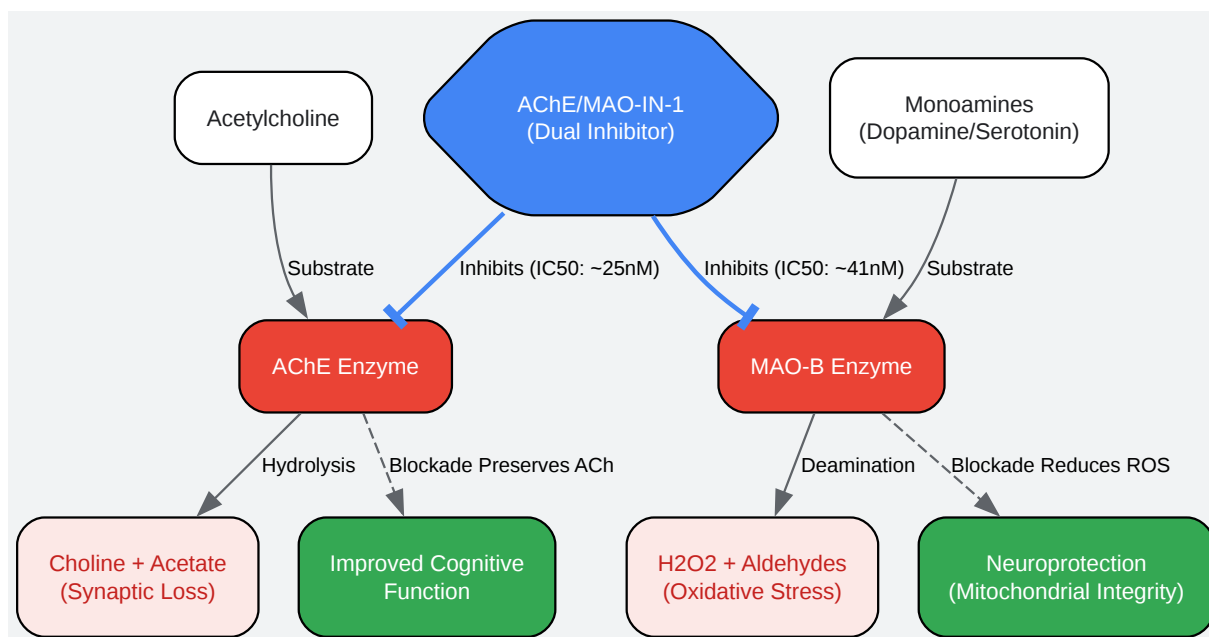 Acetylcholine
AChE/MAO-IN-1
(Dual Inhibitor)
Monoamines
(Dopamine/Serotonin)
Substrate
Inhibits (IC50: ~25nM)
Inhibits (IC50: ~41nM)
Substrate
AChE Enzyme
MAO-B Enzyme
Hydrolysis
Blockade Preserves ACh
Deamination
Blockade Reduces ROS
Choline + Acetate
(Synaptic Loss)
Improved Cognitive
Function
H2O2 + Aldehydes
(Oxidative Stress)
Neuroprotection
(Mitochondrial Integrity)